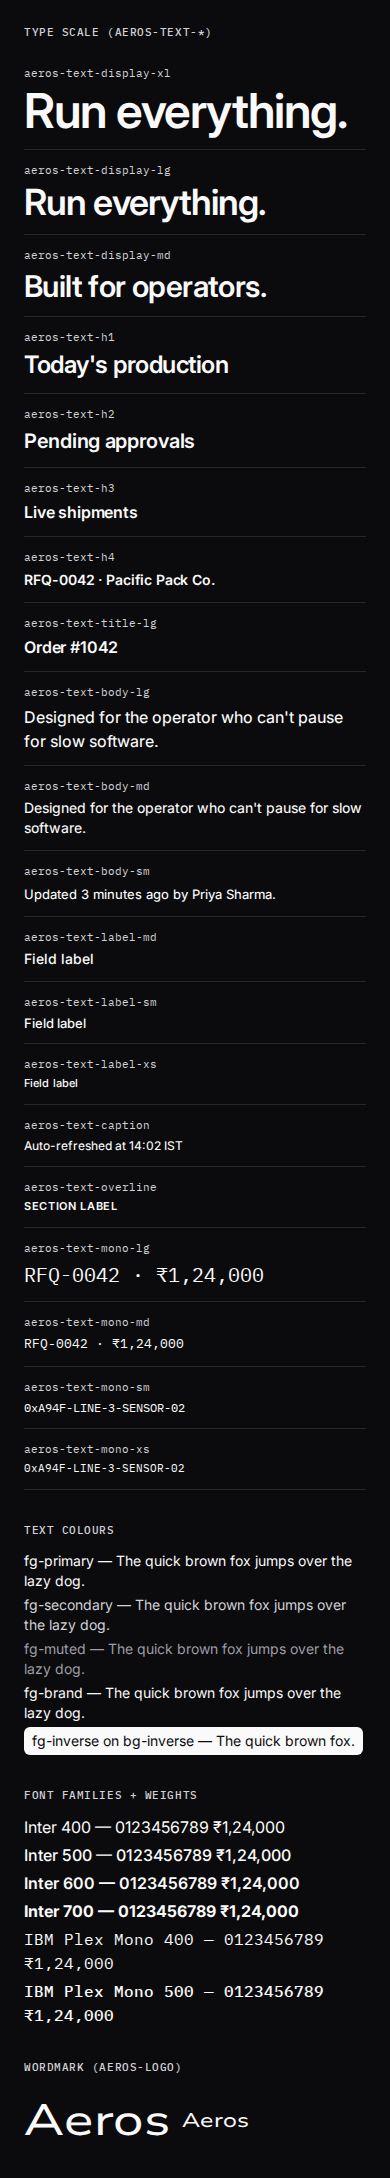 TYPE SCALE (AEROS-TEXT-*)
aeros-text-display-xl
Run everything.
aeros-text-display-lg
Run everything.
aeros-text-display-md
Built for operators.
aeros-text-h1
Today's production
aeros-text-h2
Pending approvals
aeros-text-h3
Live shipments
aeros-text-h4
RFQ-0042 · Pacific Pack Co.
aeros-text-title-lg
Order #1042
aeros-text-body-lg
Designed for the operator who can't pause
for slow software.
aeros-text-body-md
Designed for the operator who can't pause for slow
software.
aeros-text-body-sm
Updated 3 minutes ago by Priya Sharma.
aeros-text-label-md
Field label
aeros-text-label-sm
Field label
aeros-text-label-xs
Field label
aeros-text-caption
Auto-refreshed at 14:02 IST
aeros-text-overline
SECTION LABEL
aeros-text-mono-lg
RFQ-0042 · ₹1,24,000
aeros-text-mono-md
RFQ-0042 · ₹1,24,000
aeros-text-mono-sm
0xA94F-LINE-3-SENSOR-02
aeros-text-mono-xs
0xA94F-LINE-3-SENSOR-02
TEXT COLOURS
fg-primary — The quick brown fox jumps over the
lazy dog.
fg-secondary — The quick brown fox jumps over
the lazy dog.
fg-muted — The quick brown fox jumps over the
lazy dog.
fg-brand — The quick brown fox jumps over the
lazy dog.
fg-inverse on bg-inverse — The quick brown fox.
FONT FAMILIES + WEIGHTS
Inter 400 — 0123456789 ₹1,24,000
Inter 500 — 0123456789 ₹1,24,000
Inter 600 — 0123456789 ₹1,24,000
Inter 700 — 0123456789 ₹1,24,000
IBM Plex Mono 400 — 0123456789
₹1,24,000
IBM Plex Mono 500 — 0123456789
₹1,24,000
WORDMARK (AEROS-LOGO)
Aeros Aeros